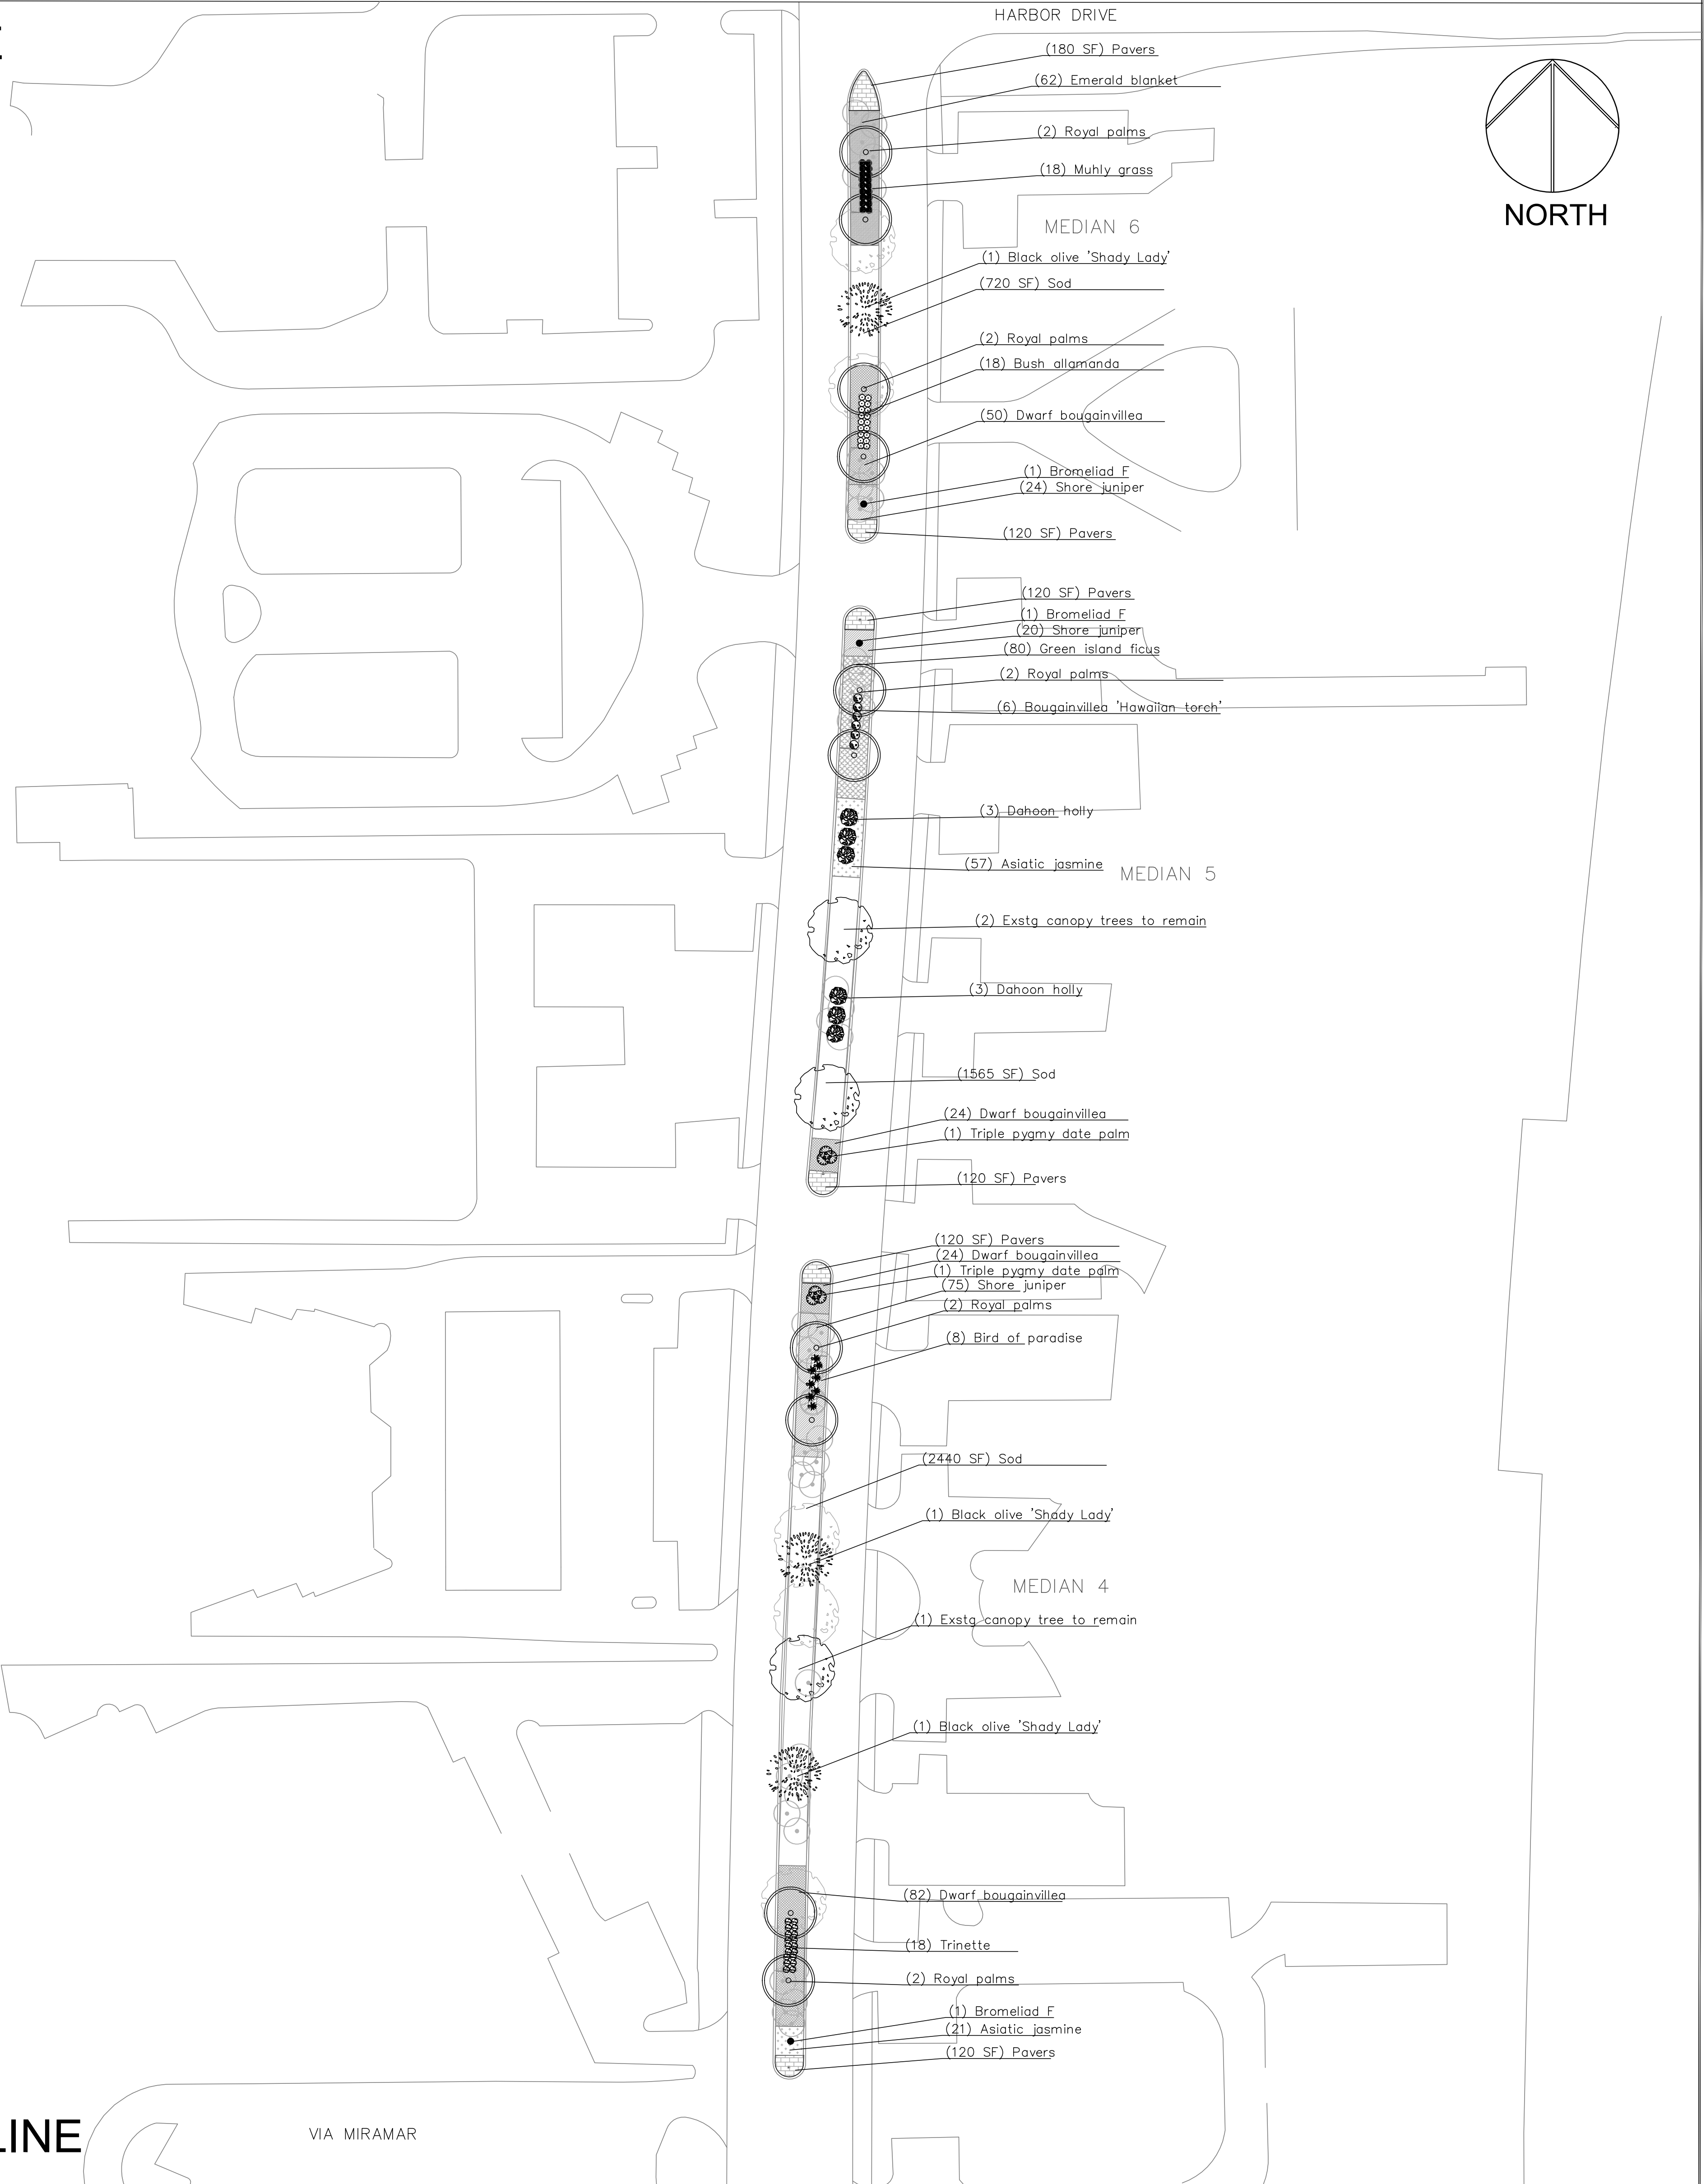 HARBOR DRIVE
(180 SF) Pavers
(62) Emerald blanket
(2) Royal palms
(18) Muhly grass
NORTH
MEDIAN 6
(1) Black olive 'Shady Lady'
(720 SF) Sod
(2) Royal palms
(18) Bush allamanda
(50) Dwarf bougainvillea
(1) Bromeliad F
(24) Shore juniper
(120 SF) Pavers
(120 SF) Pavers
(1) Bromeliad F
(20) Shore juniper
(80) Green island ficus
(2) Royal palms
(6) Bougainvillea 'Hawaiian torch'
(3) Dahoon holly
(57) Asiatic jasmine
MEDIAN 5
(2) Exstg canopy trees to remain
(3) Dahoon holly
(1565 SF) Sod
(24) Dwarf bougainvillea
(1) Triple pygmy date palm
(120 SF) Pavers
(120 SF) Pavers
(24) Dwarf bougainvillea
(1) Triple pygmy date palm
(75) Shore juniper
(2) Royal palms
(8) Bird of paradise
(2440 SF) Sod
(1) Black olive 'Shady Lady'
MEDIAN 4
(1) Exstg canopy tree to remain
(1) Black olive 'Shady Lady'
(82) Dwarf bougainvillea
(18) Trinette
(2) Royal palms
(1) Bromeliad F
(21) Asiatic jasmine
(120 SF) Pavers
LINE
VIA MIRAMAR